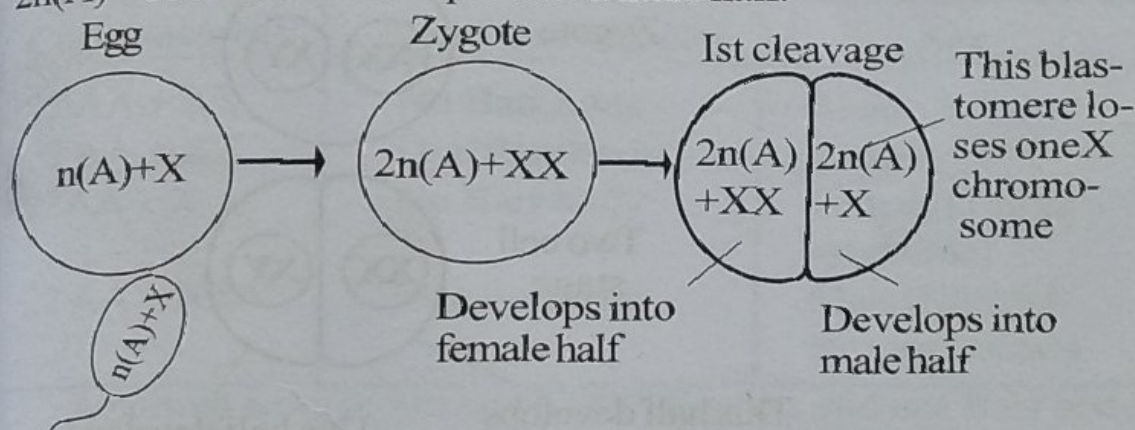 Egg
Zygote
Ist cleavage
This blas-
tomere lo-
ses oneX
chromo-
some
n(A)+X
2n(A)+XX
2n(A)
+XX
2n(A)
+X
n(A)+X
Develops into
female half
Develops into
male half